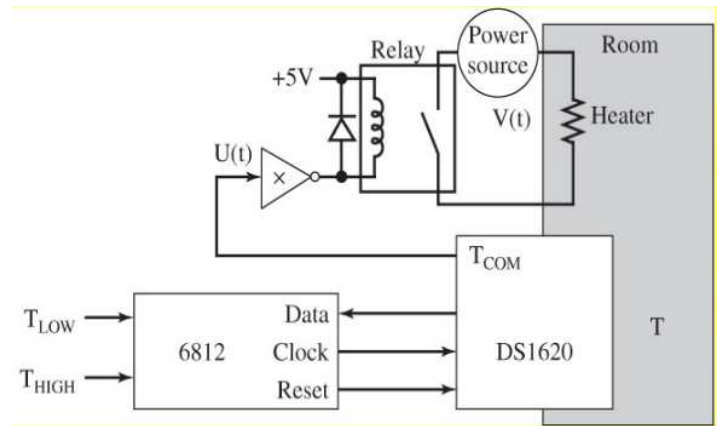 Power
source
Room
Relay
+5V
V(t)
Heater
U(t)
×
T_COM
T_LOW
Data
T
6812
Clock
DS1620
T_HIGH
Reset